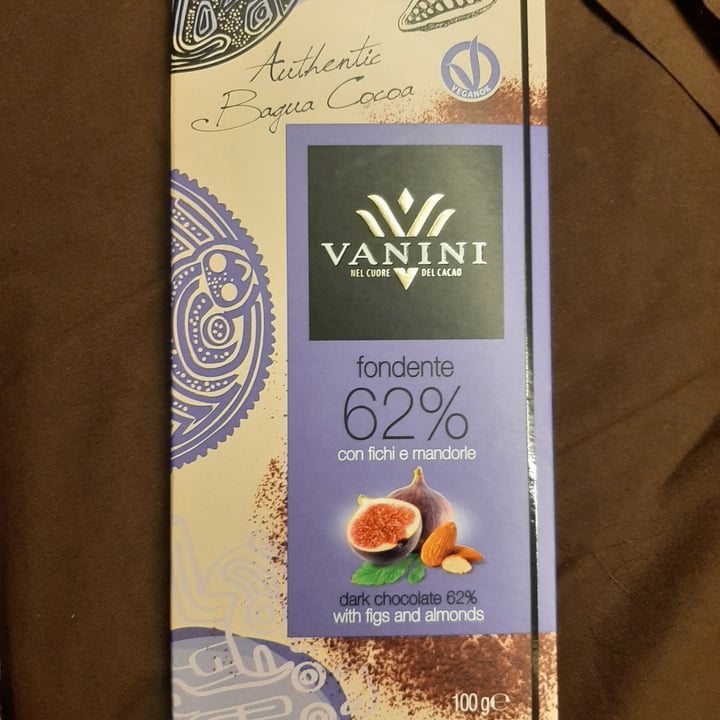 Authentic
Bagua Cocoa
VEGANOK
VANINI
NEL CUORE DEL CACAO
fondente
62%
con fichi e mandorle
dark chocolate 62%
with figs and almonds
100 g℮